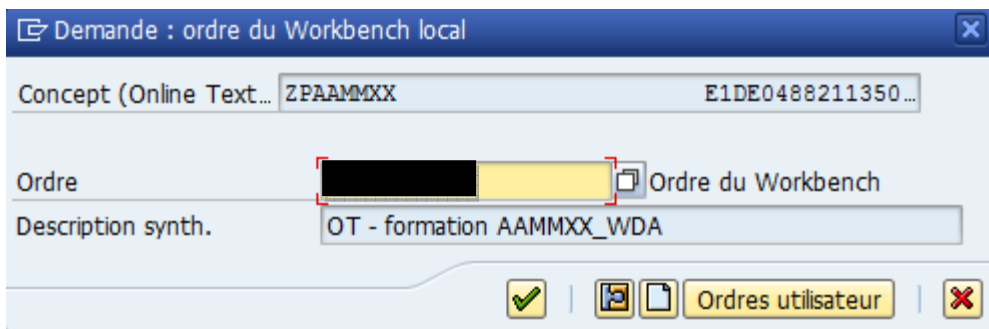 Demande : ordre du Workbench local
Concept (Online Text... ZPAAMMXX E1DE0488211350...
Ordre Ordre du Workbench
Description synth. OT - formation AAMMXX_WDA
Ordres utilisateur